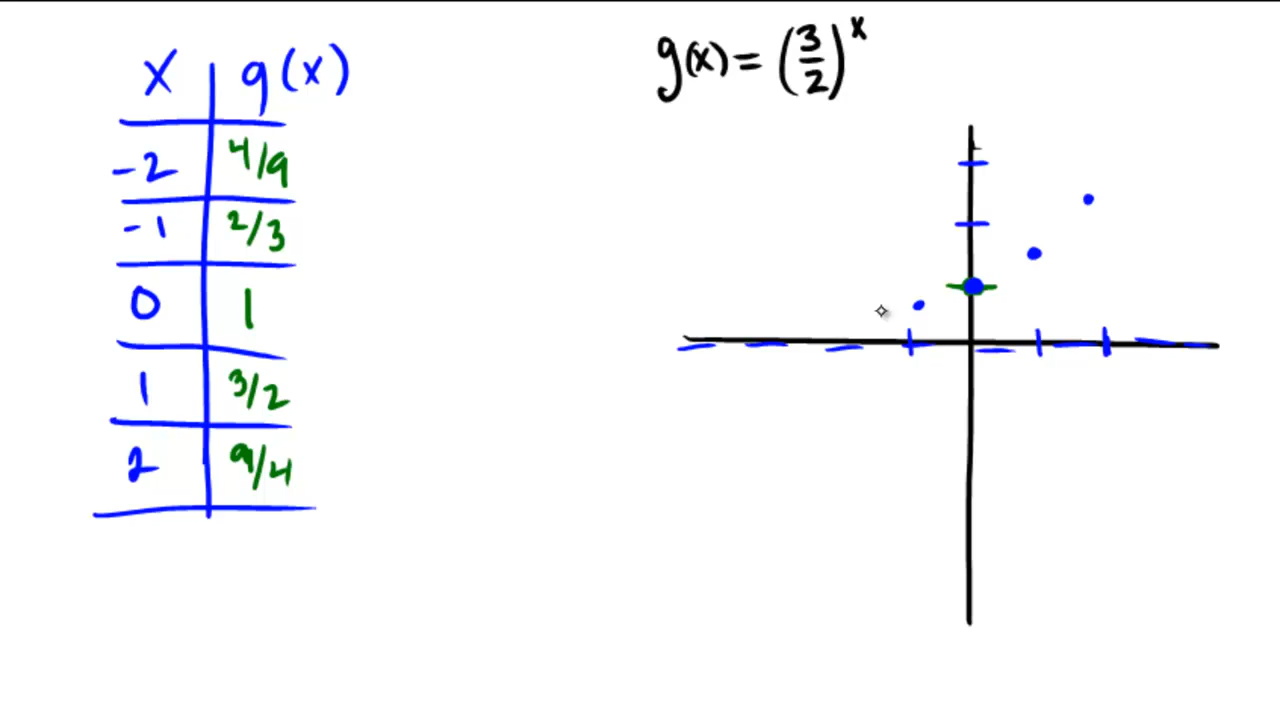 x g(x)
-2 4/9
-1 2/3
0 1
1 3/2
2 9/4
g(x) = (3/2)^x